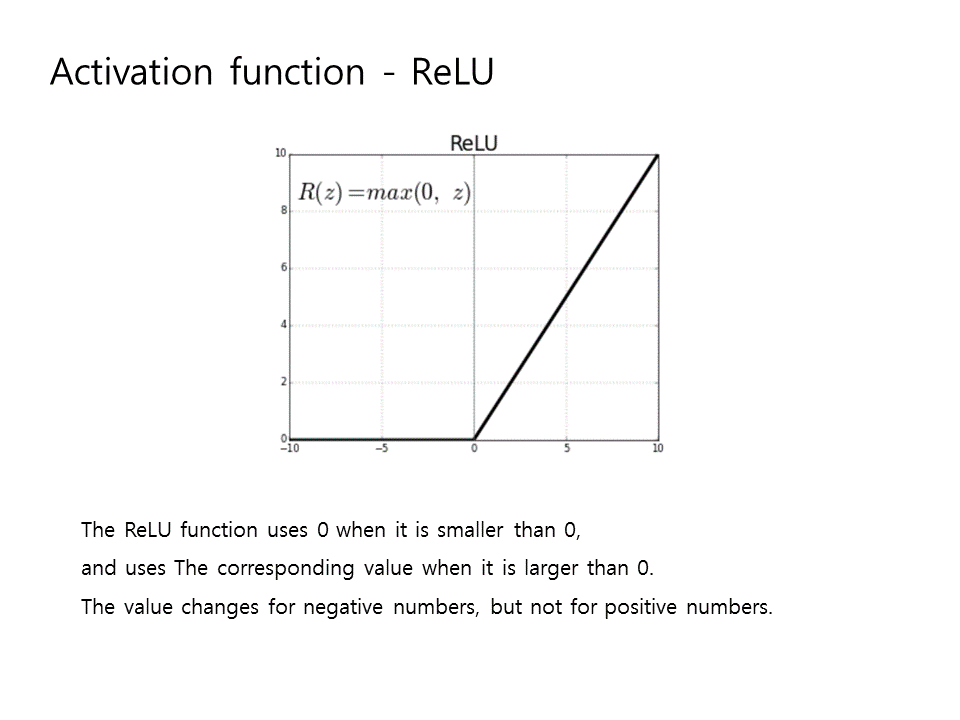 Activation function - ReLU
ReLU
R(z)=max(0, z)
10
8
6
4
2
0
−10 −5 0 5 10
The ReLU function uses 0 when it is smaller than 0,
and uses The corresponding value when it is larger than 0.
The value changes for negative numbers, but not for positive numbers.